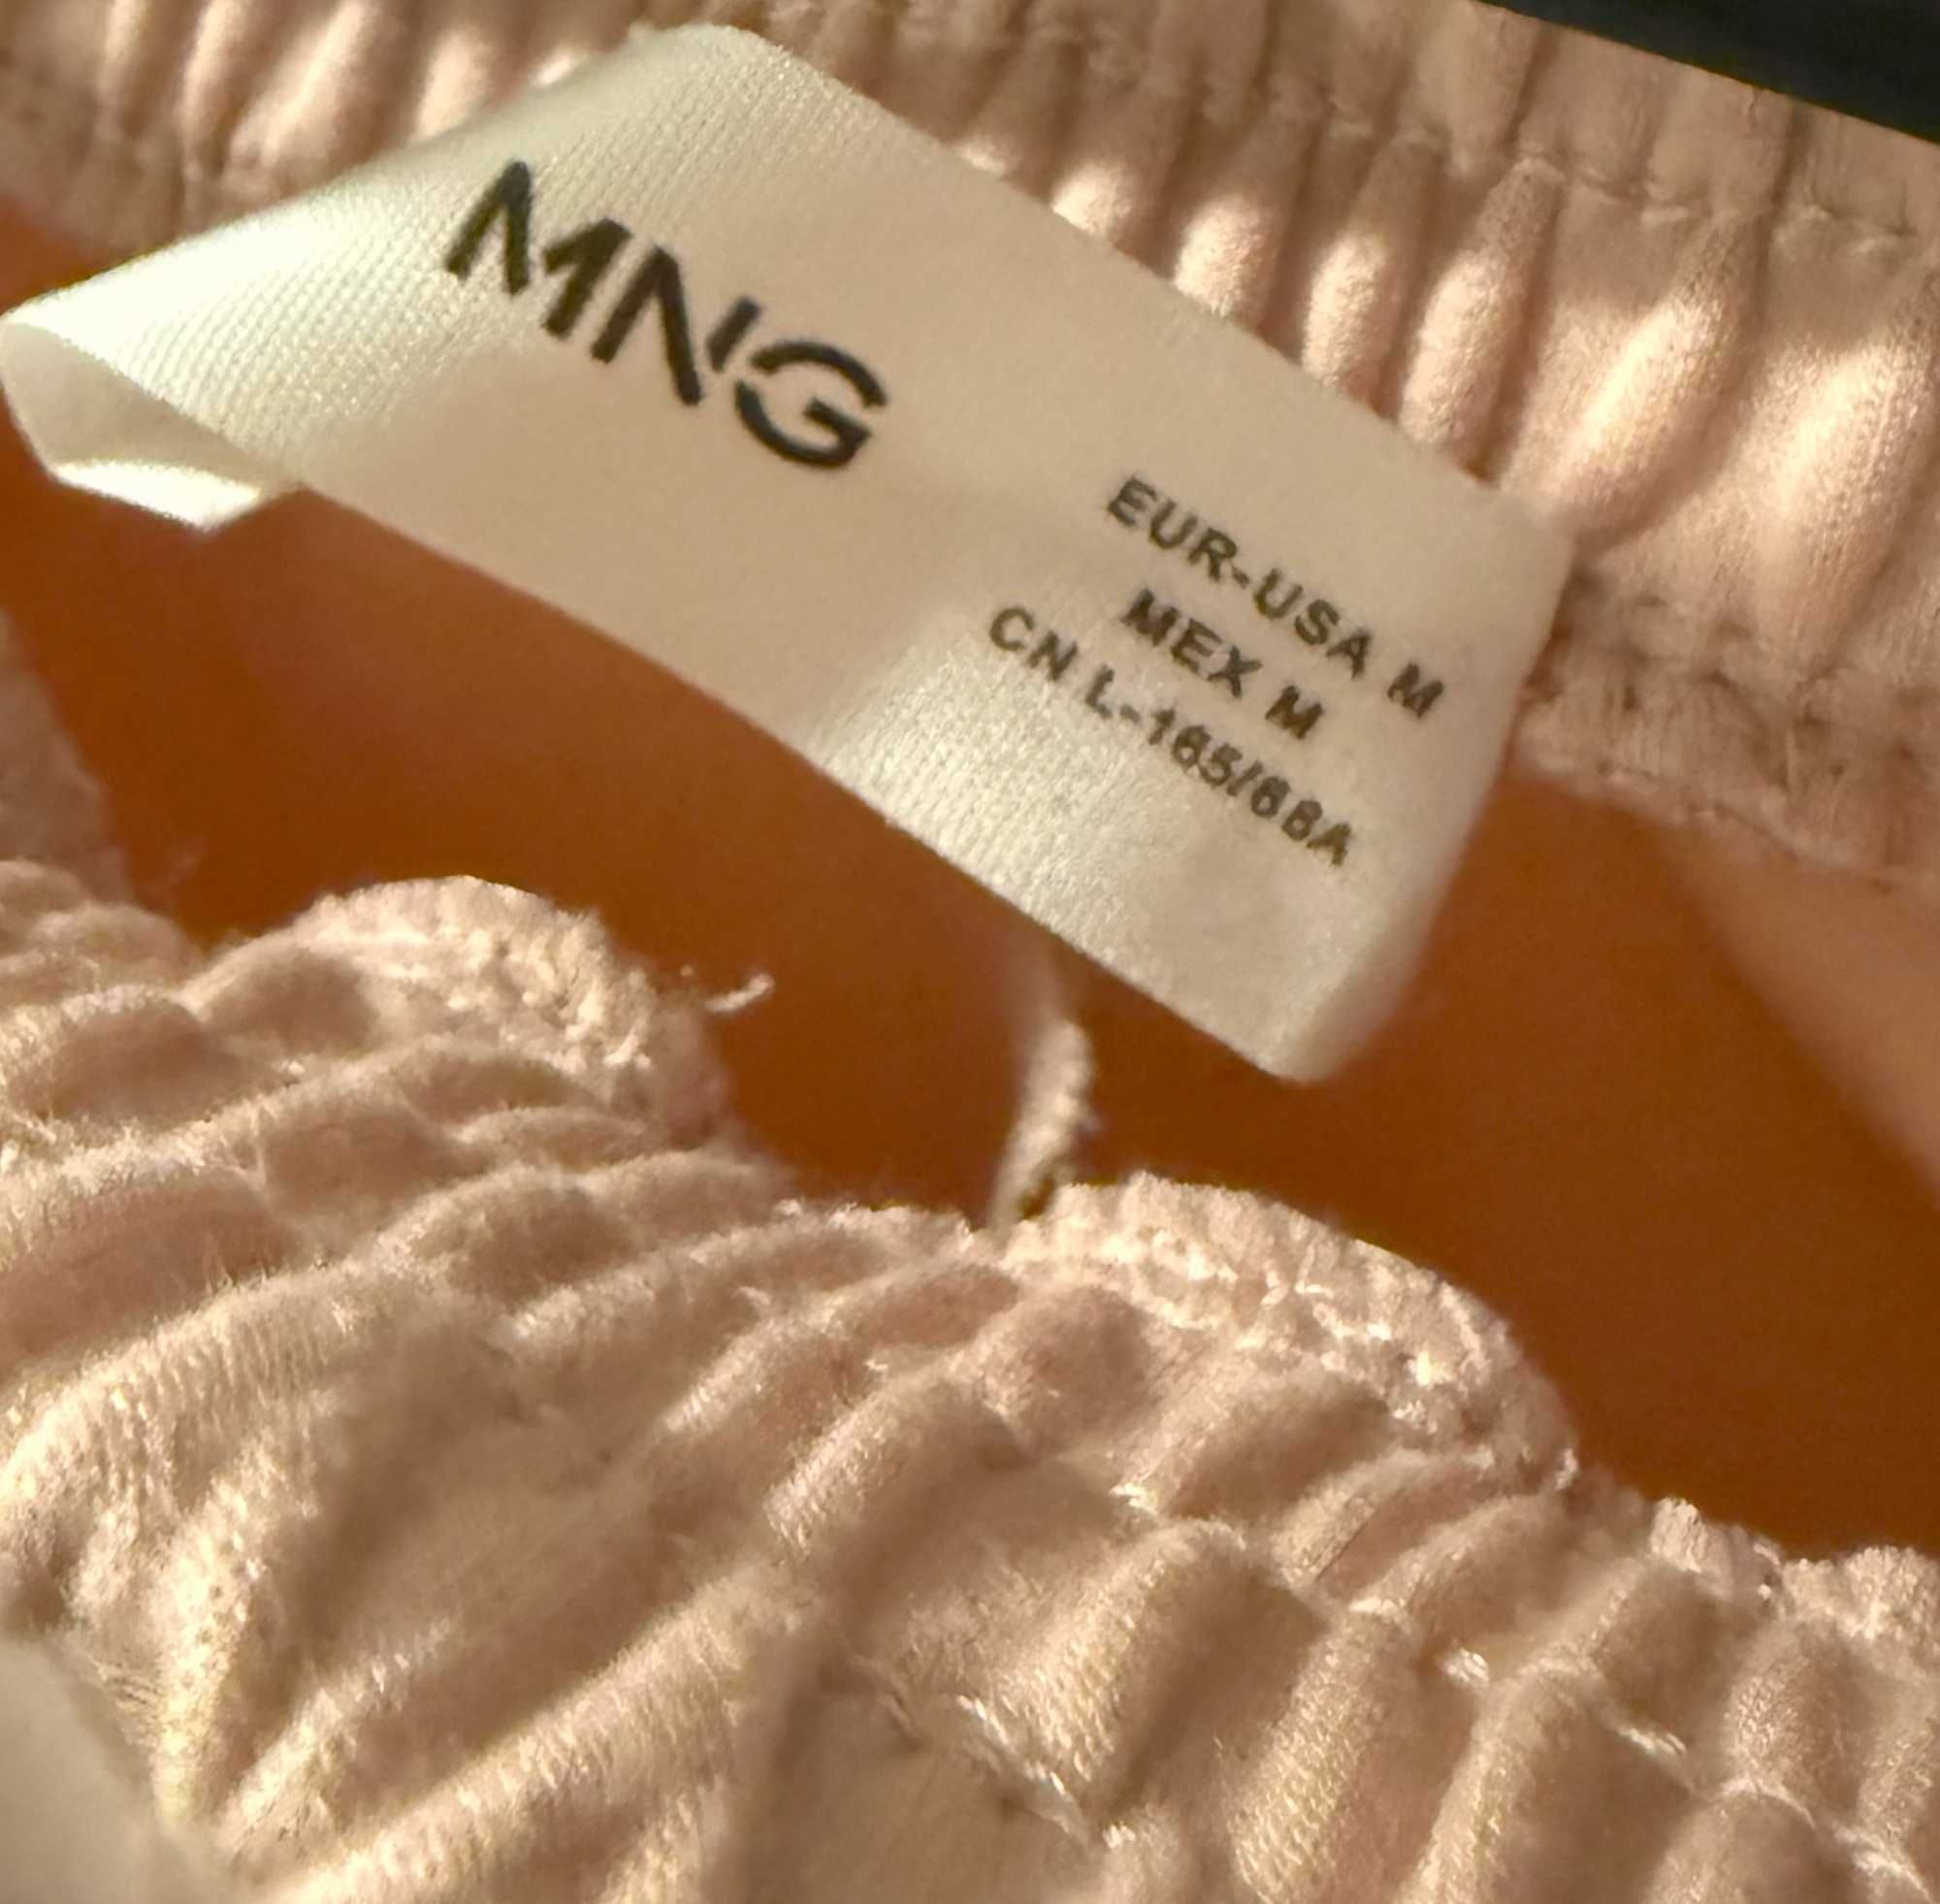 MNG
EUR-USA M
MEX M
CN L-165/68A